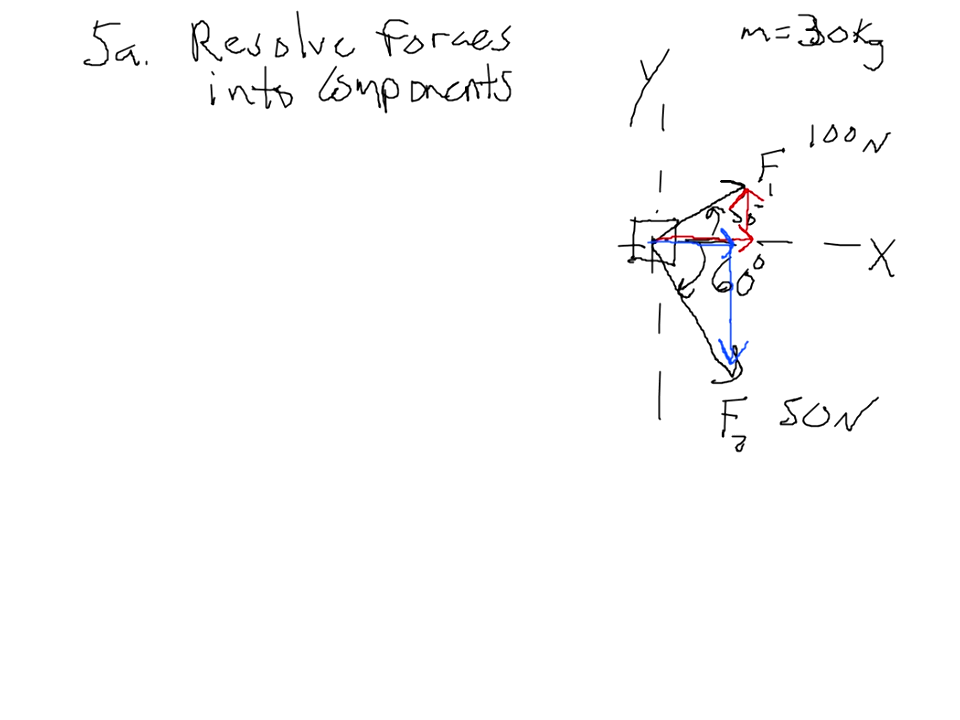 5a. Resolve forces
into components
m=30kg
Y
F1 100N
30°
X
60°
F2 50N